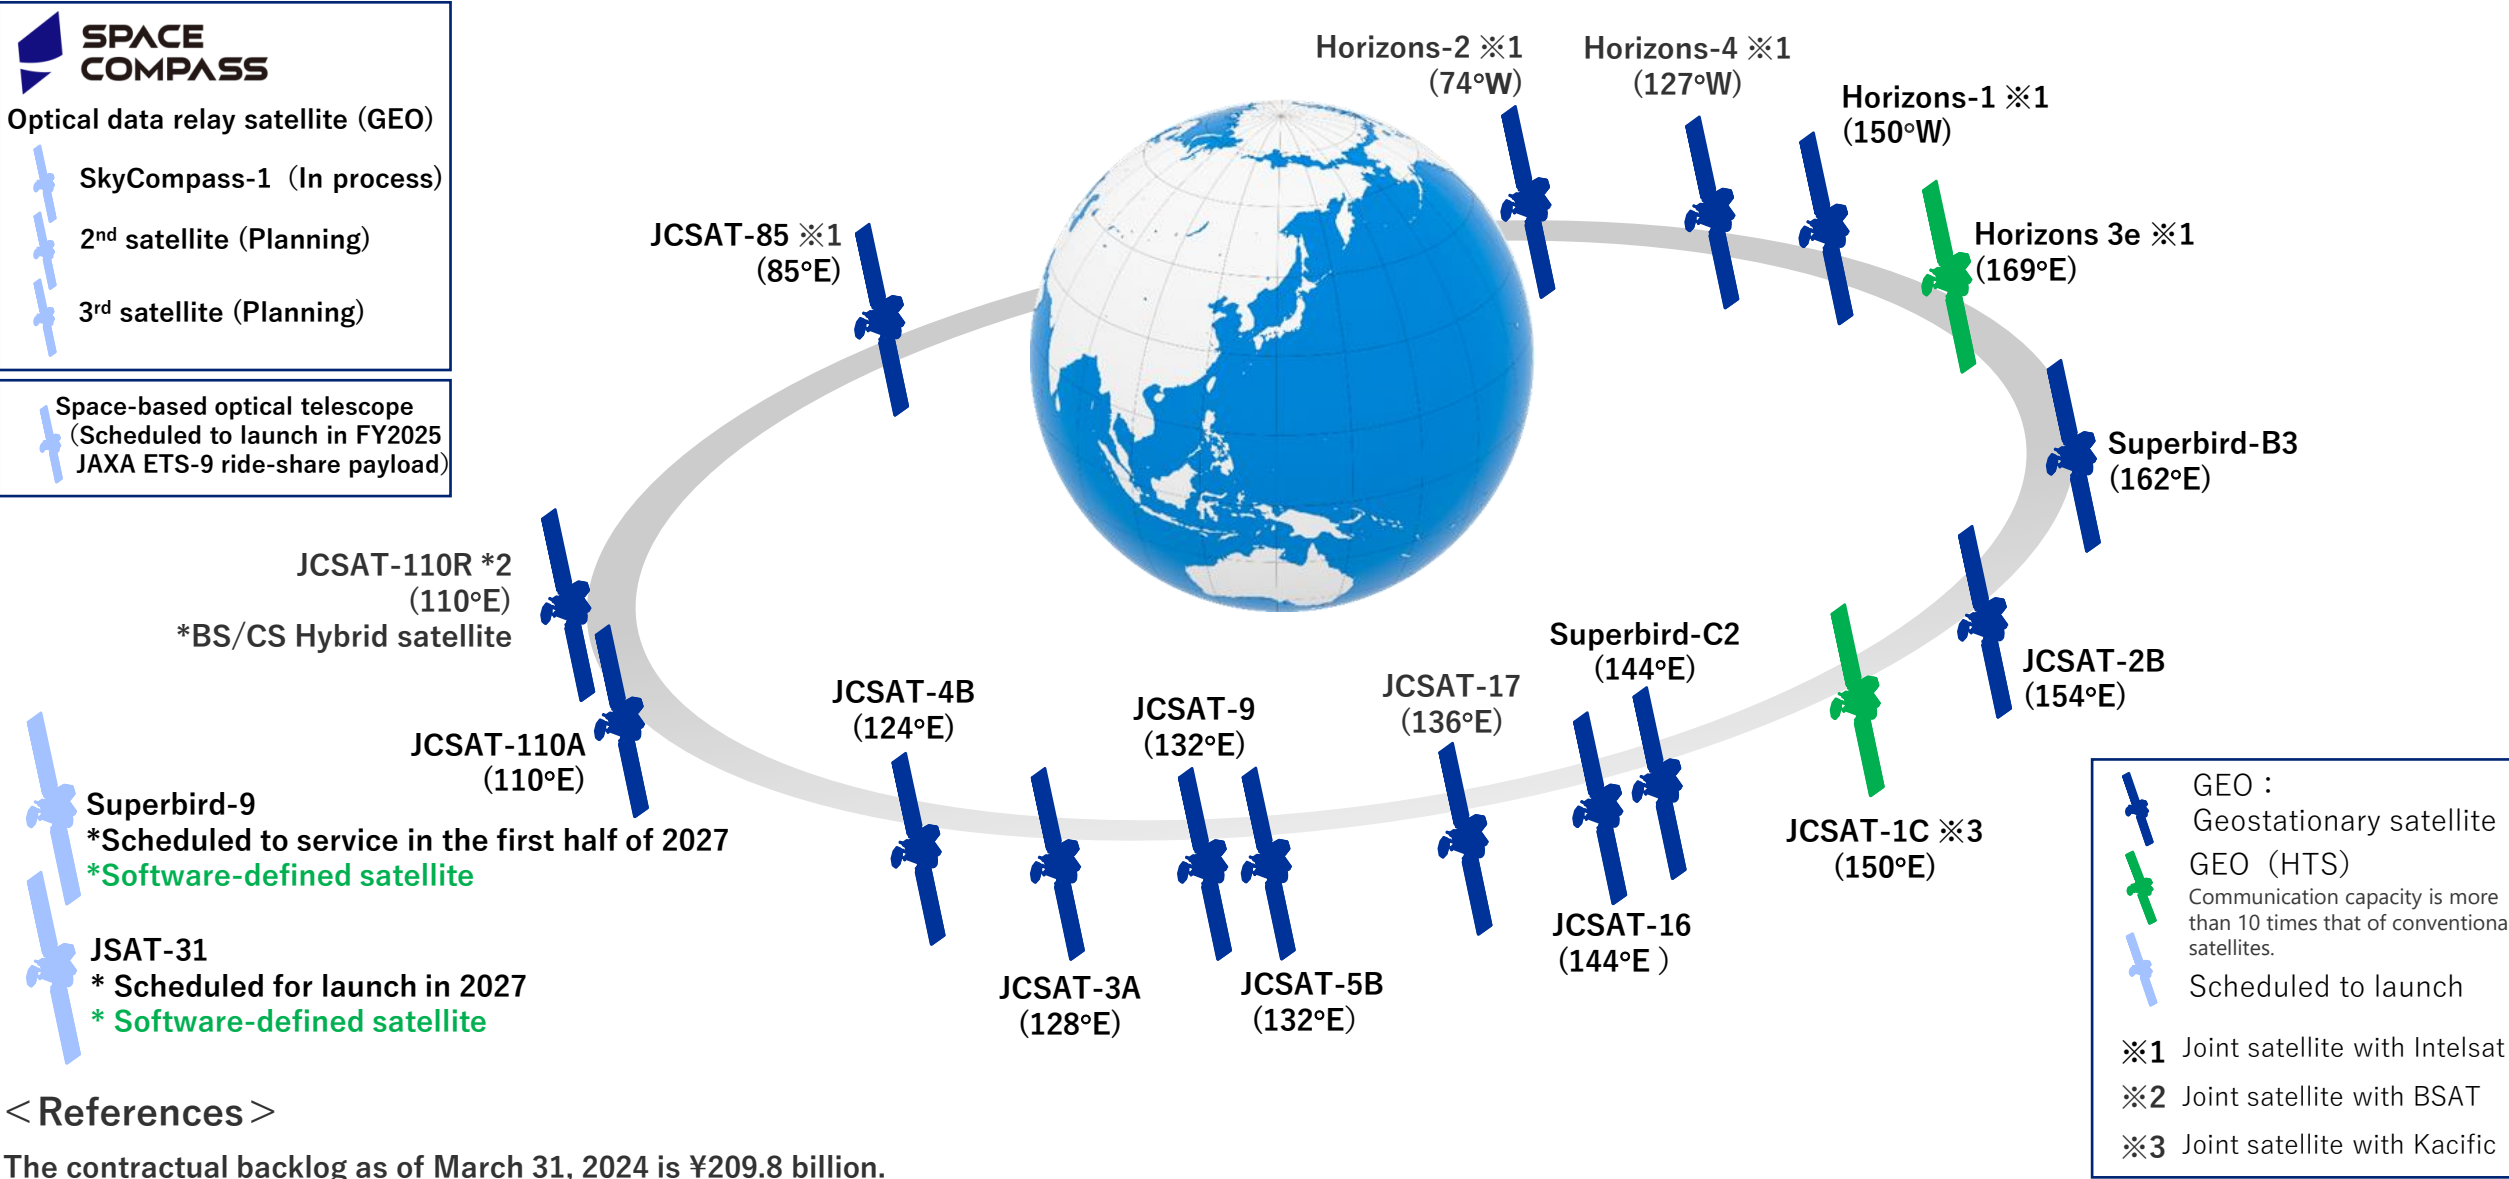 SPACE
COMPASS
Optical data relay satellite (GEO)
SkyCompass-1 (In process)
2nd satellite (Planning)
3rd satellite (Planning)
Space-based optical telescope
(Scheduled to launch in FY2025
JAXA ETS-9 ride-share payload)
Horizons-2 ※1
(74°W)
Horizons-4 ※1
(127°W)
Horizons-1 ※1
(150°W)
Horizons 3e ※1
(169°E)
JCSAT-85 ※1
(85°E)
Superbird-B3
(162°E)
JCSAT-110R *2
(110°E)
*BS/CS Hybrid satellite
JCSAT-110A
(110°E)
JCSAT-4B
(124°E)
JCSAT-3A
(128°E)
JCSAT-9
(132°E)
JCSAT-5B
(132°E)
JCSAT-17
(136°E)
Superbird-C2
(144°E)
JCSAT-16
(144°E )
JCSAT-1C ※3
(150°E)
JCSAT-2B
(154°E)
Superbird-9
*Scheduled to service in the first half of 2027
*Software-defined satellite
JSAT-31
* Scheduled for launch in 2027
* Software-defined satellite
GEO：
Geostationary satellite
GEO（HTS）
Communication capacity is more
than 10 times that of conventiona
satellites.
Scheduled to launch
※1 Joint satellite with Intelsat
※2 Joint satellite with BSAT
※3 Joint satellite with Kacific
＜References＞
The contractual backlog as of March 31, 2024 is ¥209.8 billion.